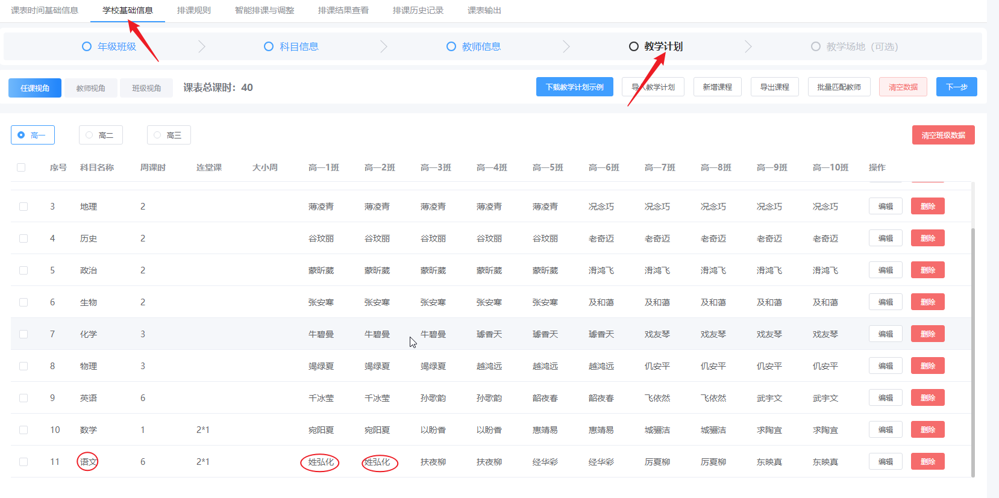 课表时间基础信息 学校基础信息 排课规则 智能排课与调整 排课结果查看 排课历史记录 课表输出
年级班级 科目信息 教师信息 教学计划 教学场地（可选）
任课视角 教师视角 班级视角 课表总课时：40 下载教学计划示例 导入教学计划 新增课程 导出课程 批量匹配教师 清空数据 下一步
高一 高二 高三 清空班级数据
序号 科目名称 周课时 连堂课 大小周 高一1班 高一2班 高一3班 高一4班 高一5班 高一6班 高一7班 高一8班 高一9班 高一10班 操作
3 地理 2 薄凌青 薄凌青 薄凌青 薄凌青 薄凌青 况念巧 况念巧 况念巧 况念巧 况念巧 编辑 删除
4 历史 2 谷玟丽 谷玟丽 谷玟丽 谷玟丽 谷玟丽 老奇迈 老奇迈 老奇迈 老奇迈 老奇迈 编辑 删除
5 政治 2 蒙昕葳 蒙昕葳 蒙昕葳 蒙昕葳 蒙昕葳 滑鸿飞 滑鸿飞 滑鸿飞 滑鸿飞 滑鸿飞 编辑 删除
6 生物 2 张安寒 张安寒 张安寒 张安寒 张安寒 及和蔼 及和蔼 及和蔼 及和蔼 及和蔼 编辑 删除
7 化学 3 牛碧曼 牛碧曼 牛碧曼 璩香天 璩香天 璩香天 戏友琴 戏友琴 戏友琴 戏友琴 编辑 删除
8 物理 3 竭绿夏 竭绿夏 竭绿夏 越鸿远 越鸿远 越鸿远 仉安平 仉安平 仉安平 仉安平 编辑 删除
9 英语 6 千冰莹 千冰莹 孙歌韵 孙歌韵 韶夜春 韶夜春 飞依然 飞依然 武宇文 武宇文 编辑 删除
10 数学 1 2*1 宛阳夏 宛阳夏 以盼香 以盼香 惠靖易 惠靖易 城骊洁 城骊洁 求陶宜 求陶宜 编辑 删除
11 语文 6 2*1 姓弘化 姓弘化 扶夜柳 扶夜柳 经华彩 经华彩 厉夏柳 厉夏柳 东映真 东映真 编辑 删除